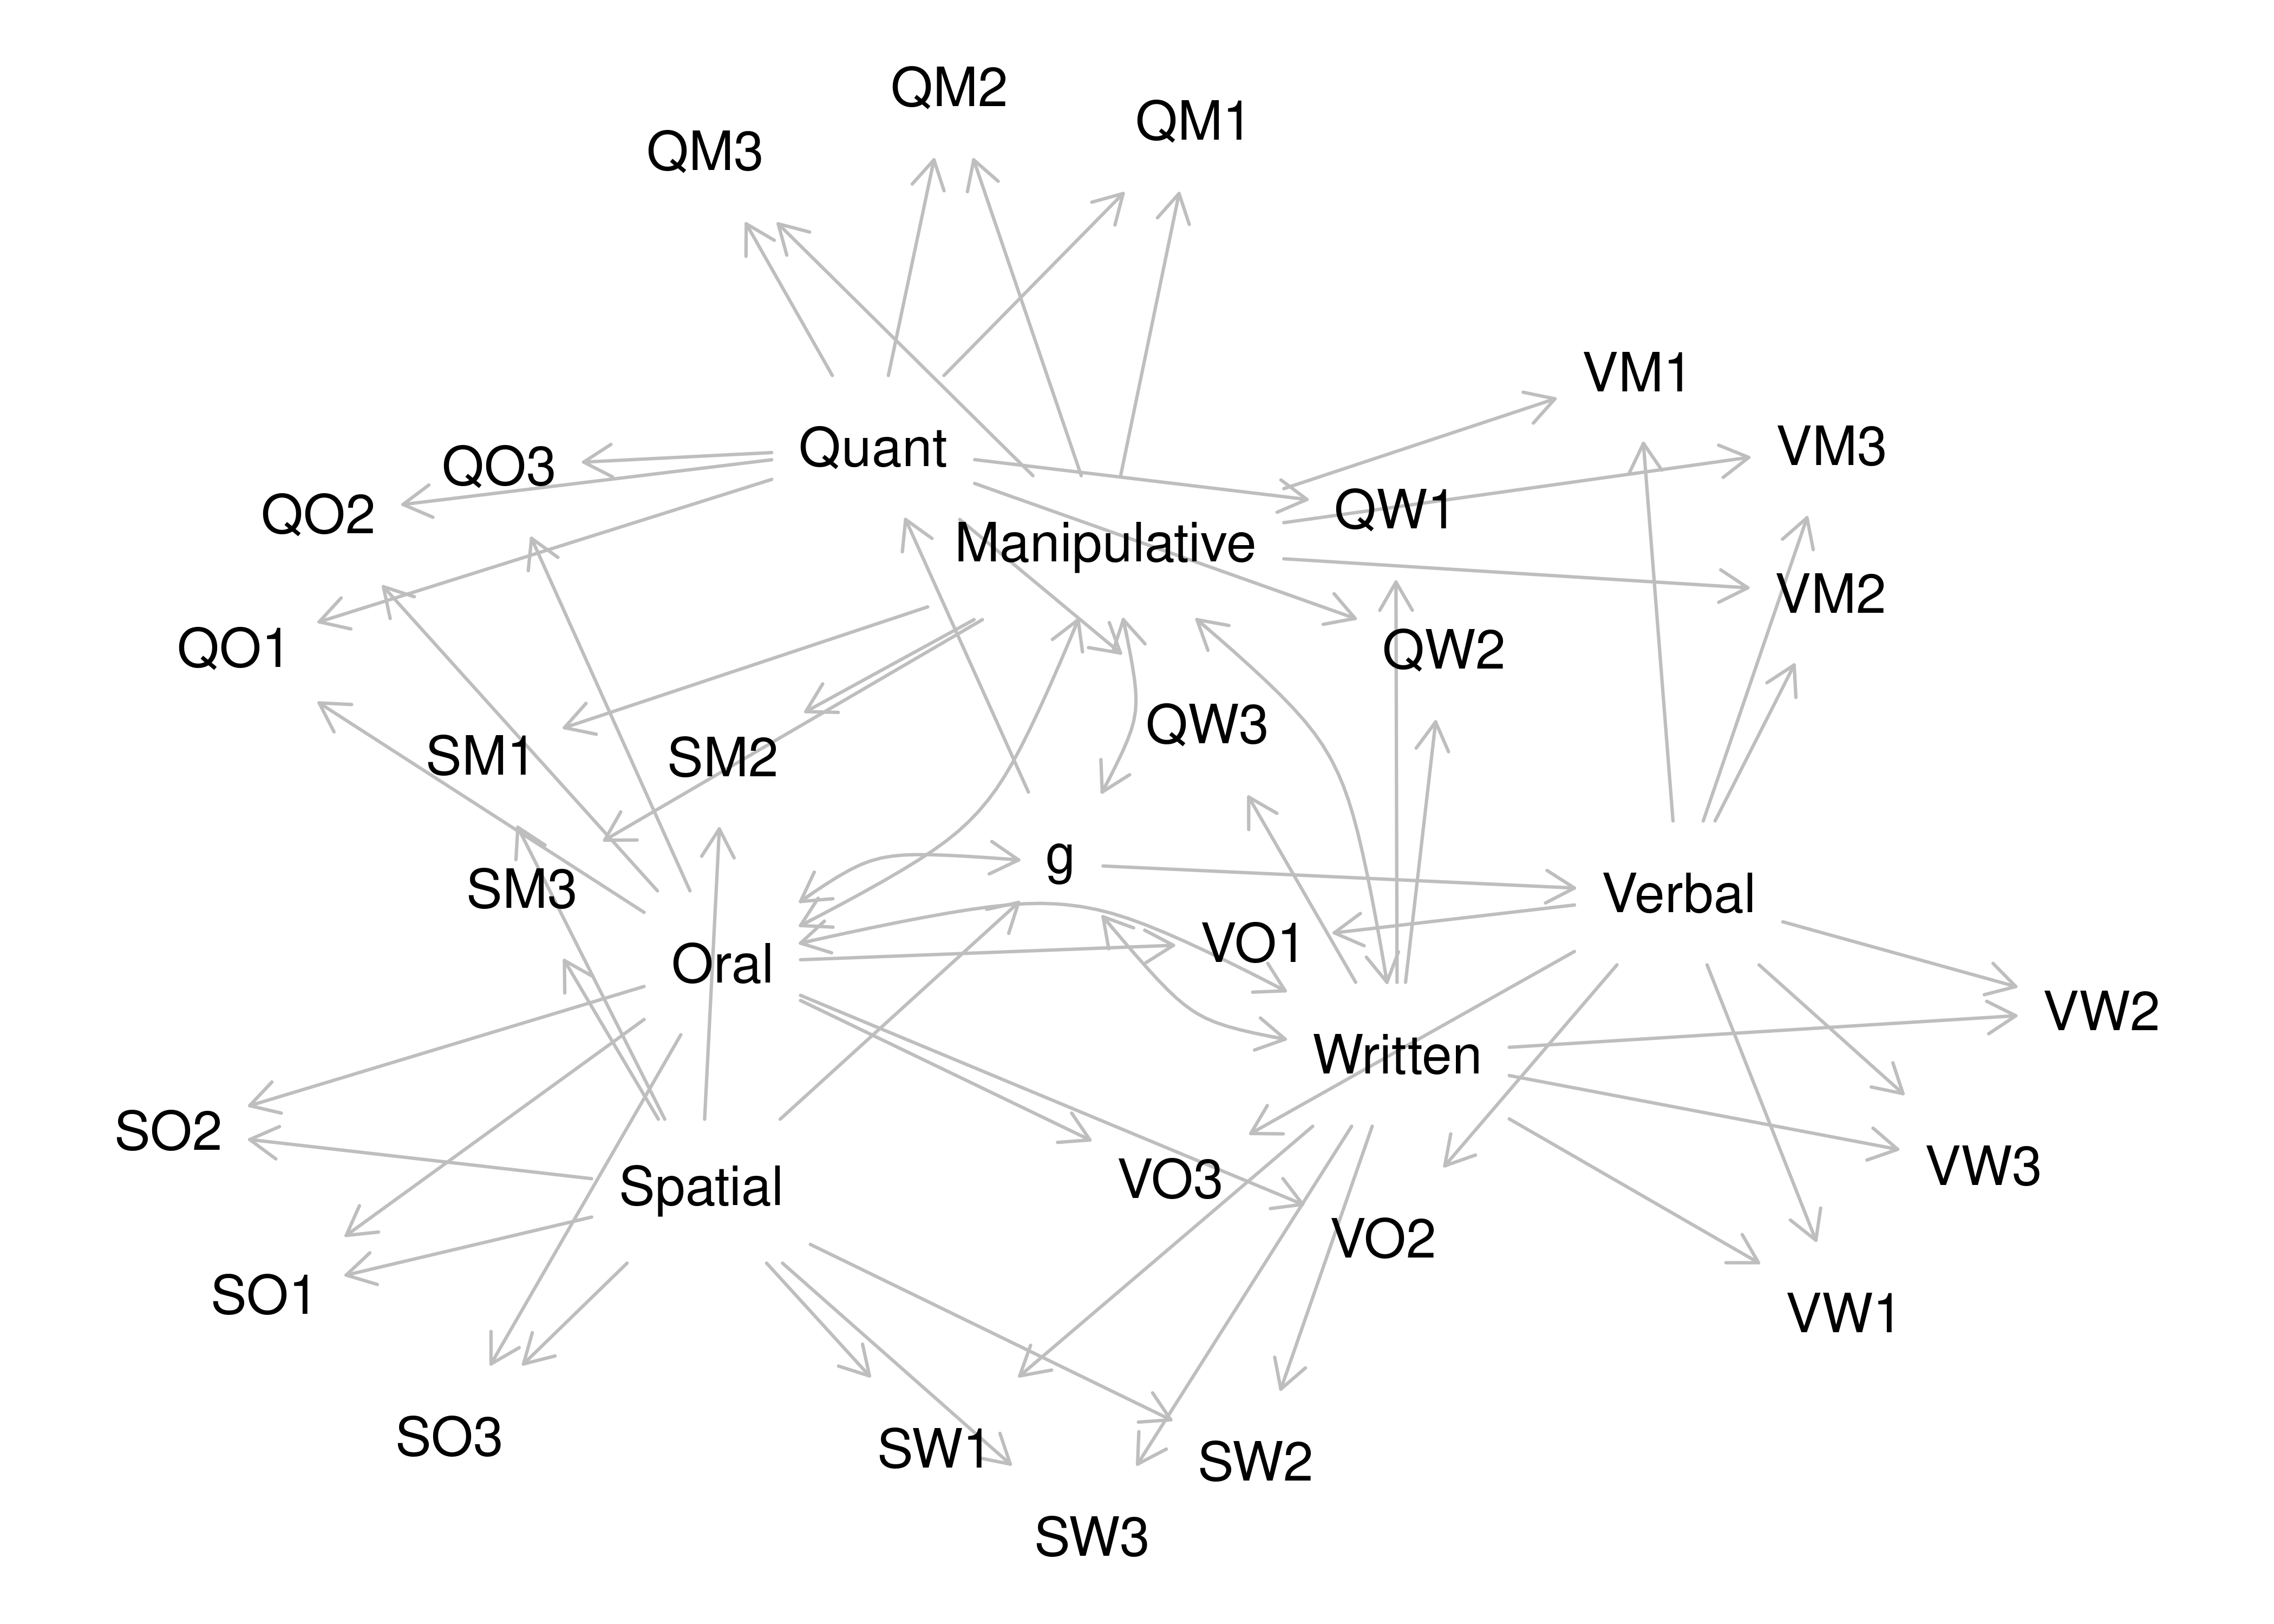 QM2
QM1
QM3
VM1
Quant
VM3
QO3
QW1
QO2
Manipulative
VM2
QO1
QW2
QW3
SM1
SM2
g
SM3
Verbal
VO1
Oral
VW2
Written
SO2
VW3
VO3
Spatial
VO2
SO1
VW1
SO3
SW1
SW2
SW3